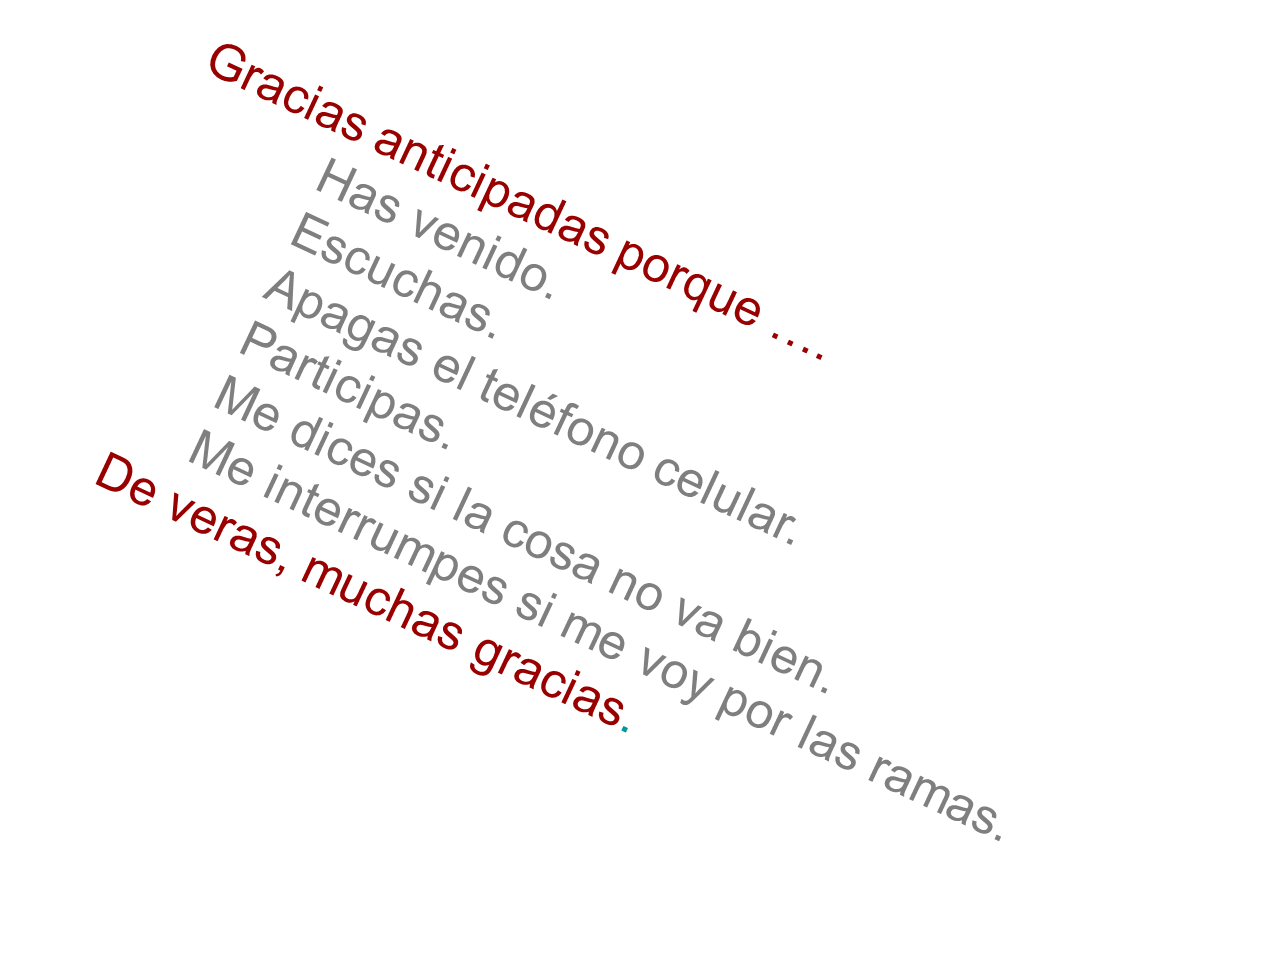 Gracias anticipadas porque ….
Has venido.
Escuchas.
Apagas el teléfono celular.
Participas.
Me dices si la cosa no va bien.
Me interrumpes si me voy por las ramas.
De veras, muchas gracias.